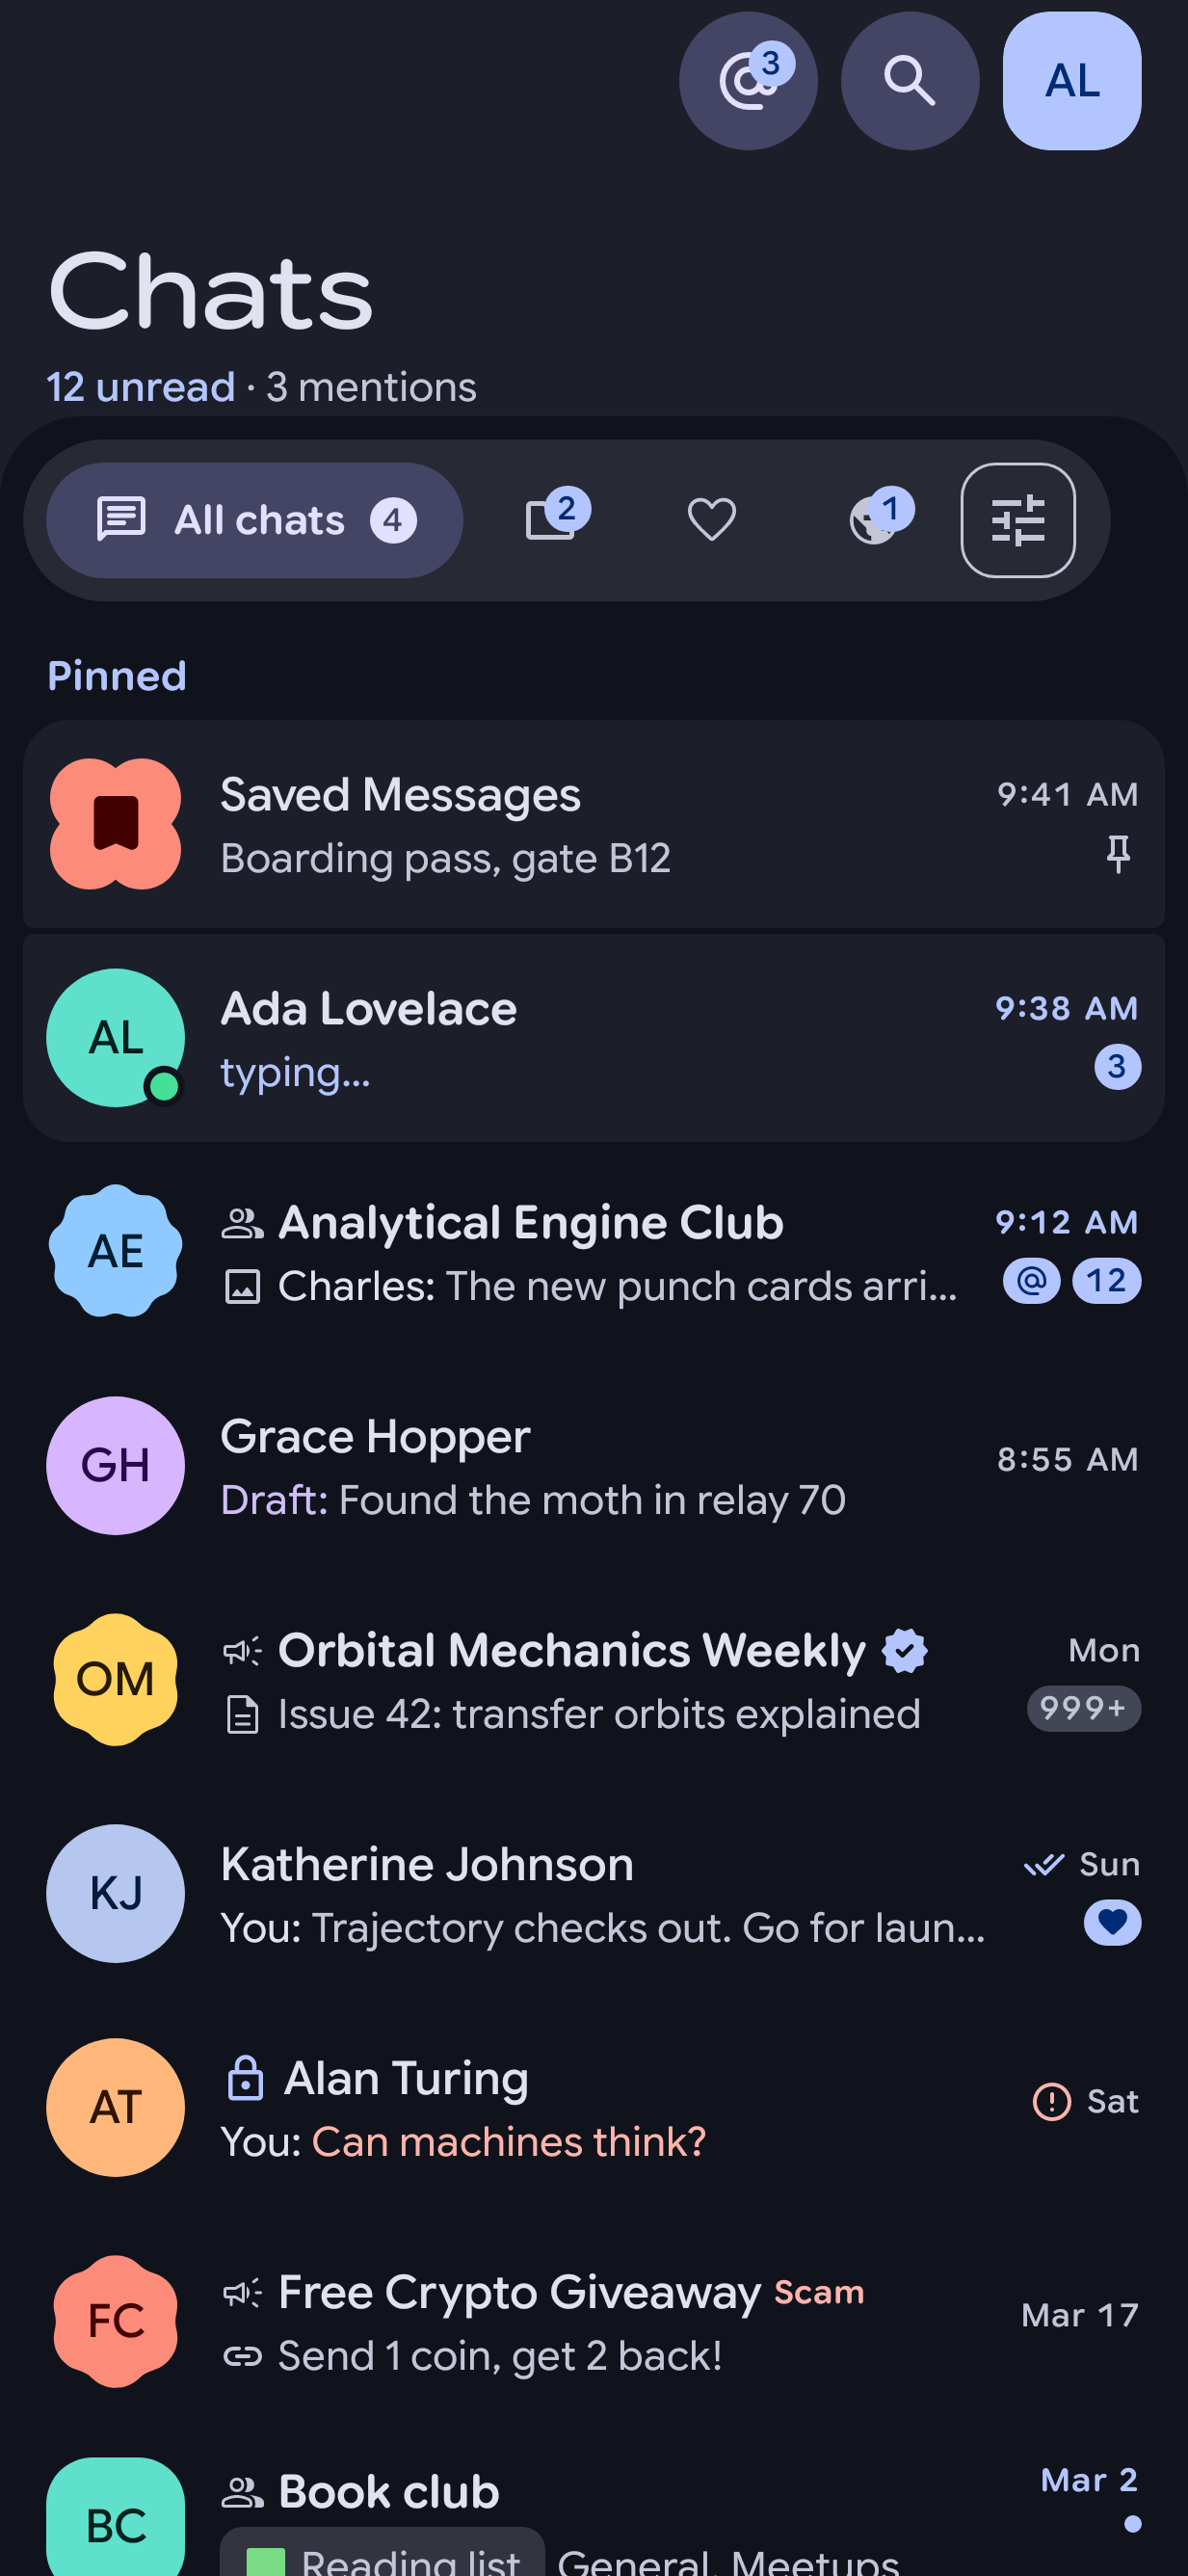 3
AL
Chats
12 unread · 3 mentions
All chats 4
2
1
Pinned
Saved Messages 9:41 AM
Boarding pass, gate B12
AL
Ada Lovelace 9:38 AM
typing... 3
AE
Analytical Engine Club 9:12 AM
Charles: The new punch cards arri... @ 12
GH
Grace Hopper 8:55 AM
Draft: Found the moth in relay 70
OM
Orbital Mechanics Weekly Mon
Issue 42: transfer orbits explained 999+
KJ
Katherine Johnson Sun
You: Trajectory checks out. Go for laun...
AT
Alan Turing Sat
You: Can machines think?
FC
Free Crypto Giveaway Scam Mar 17
Send 1 coin, get 2 back!
BC
Book club Mar 2
Reading list General, Meetups